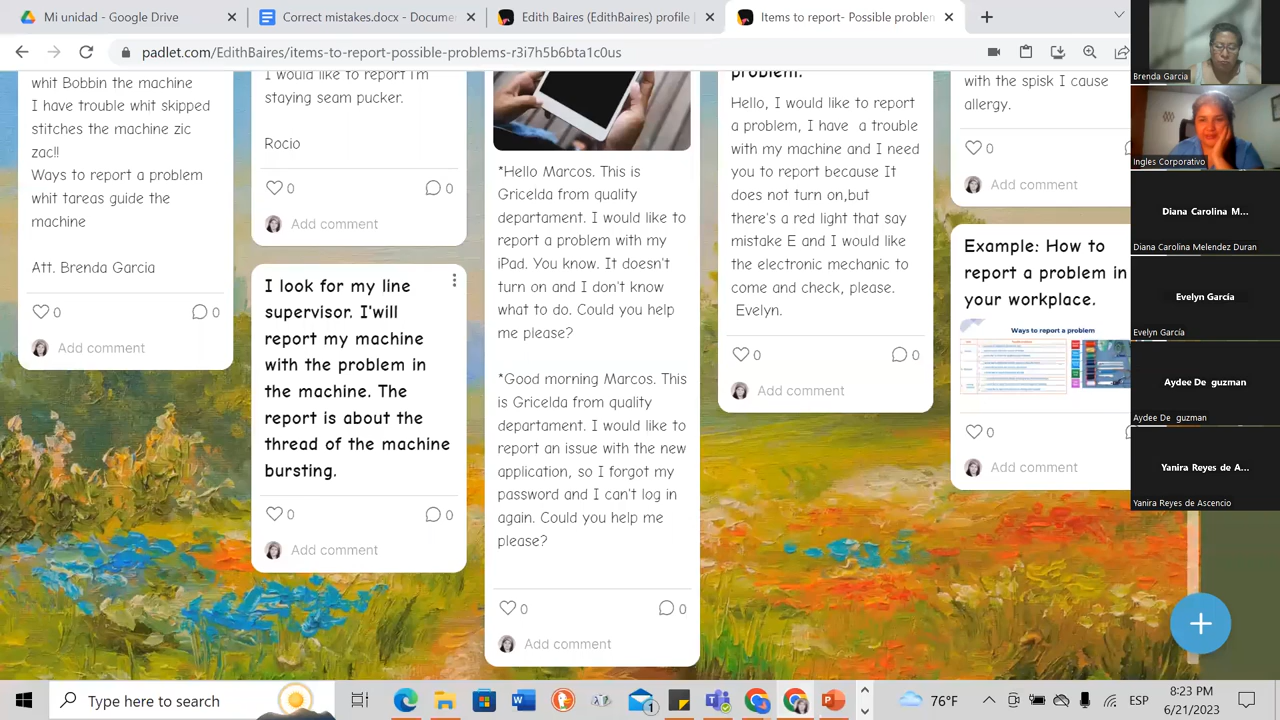 Mi unidad - Google Drive
Correct mistakes.docx - Docume
Edith Baires (EdithBaires) profile
Items to report- Possible problen
padlet.com/EdithBaires/items-to-report-possible-problems-r3i7h5b6bta1c0us
whit Bobbin the machine
I have trouble whit skipped
stitches the machine zic
zac!!
Ways to report a problem
whit tareas guide the
machine
Att. Brenda Garcia
0
0
Add comment
I would like to report I'm
staying seam pucker.
Rocio
0
0
Add comment
I look for my line
supervisor. I'will
report my machine
with the problem in
the machine. The
report is about the
thread of the machine
bursting.
0
Add comment
*Hello Marcos. This is
Gricelda from quality
departament. I would like to
report a problem with my
iPad. You know. It doesn't
turn on and I don't know
what to do. Could you help
me please?
*Good morning Marcos. This
is Gricelda from quality
departament. I would like to
report an issue with the new
application, so I forgot my
password and I can't log in
again. Could you help me
please?
0
0
Add comment
problem.
Hello, I would like to report
a problem, I have a trouble
with my machine and I need
you to report because It
does not turn on,but
there's a red light that say
mistake E and I would like
the electronic mechanic to
come and check, please.
Evelyn.
0
0
Add comment
with the spisk I cause
allergy.
0
Add comment
Example: How to
report a problem in
your workplace.
Ways to report a problem
0
Add comment
Brenda Garcia
Ingles Corporativo
Diana Carolina M...
Diana Carolina Melendez Duran
Evelyn García
Evelyn García
Aydee De guzman
Aydee De guzman
Yanira Reyes de A...
Yanira Reyes de Ascencio
Type here to search
1
76°F
ESP
8:23 PM
6/21/2023